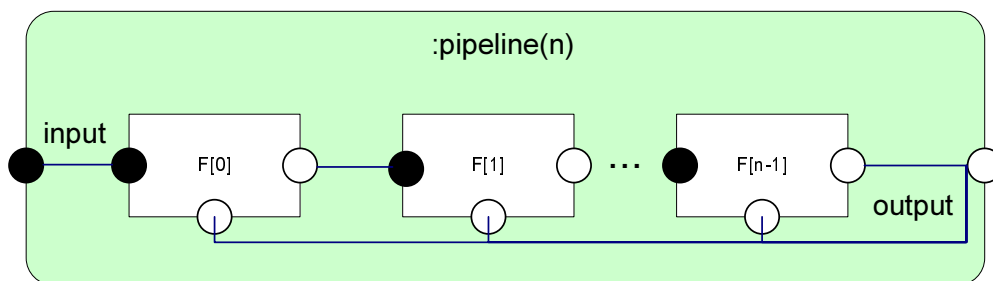 :pipeline(n)
input
F[0]
F[1]
...
F[n-1]
output